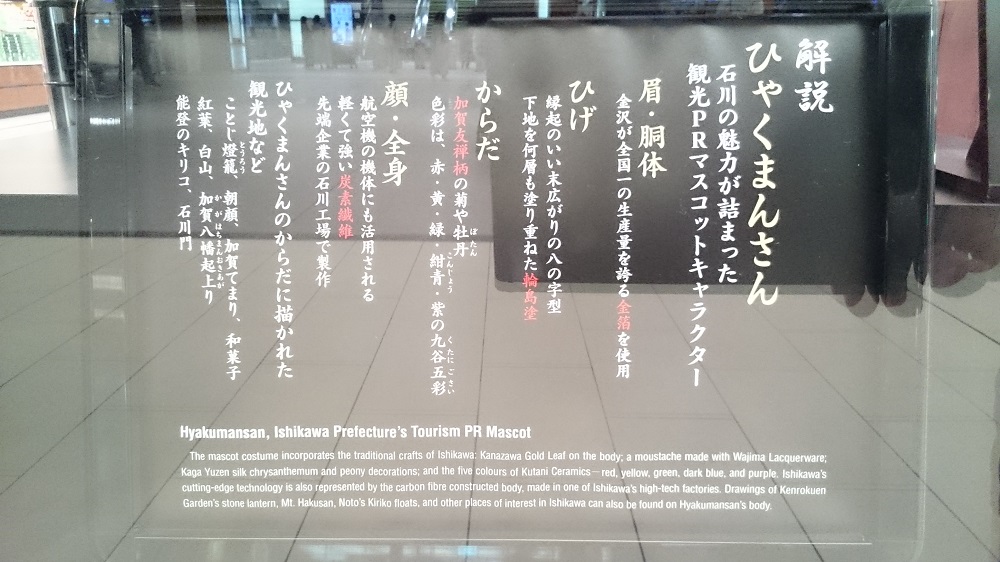 解説
ひゃくまんさん
石川の魅力が詰まった
観光PRマスコットキャラクター
眉・胴体
金沢が全国一の生産量を誇る金箔を使用
ひげ
縁起のいい末広がりの八の字型
下地を何層も塗り重ねた輪島塗
からだ
加賀友禅柄の菊や牡丹
色彩は、赤・黄・緑・紺青・紫の九谷五彩
顔・全身
航空機の機体にも活用される
軽くて強い炭素繊維
先端企業の石川工場で製作
ひゃくまんさんのからだに描かれた
観光地など
ことじ燈籠、朝顔、加賀てまり、和菓子
紅葉、白山、加賀八幡起上り
能登のキリコ、石川門
Hyakumansan, Ishikawa Prefecture's Tourism PR Mascot
The mascot costume incorporates the traditional crafts of Ishikawa: Kanazawa Gold Leaf on the body; a moustache made with Wajima Lacquerware;
Kaga Yuzen silk chrysanthemum and peony decorations; and the five colours of Kutani Ceramics—red, yellow, green, dark blue, and purple. Ishikawa's
cutting-edge technology is also represented by the carbon fibre constructed body, made in one of Ishikawa's high-tech factories. Drawings of Kenrokuen
Garden's stone lantern, Mt. Hakusan, Noto's Kiriko floats, and other places of interest in Ishikawa can also be found on Hyakumansan's body.